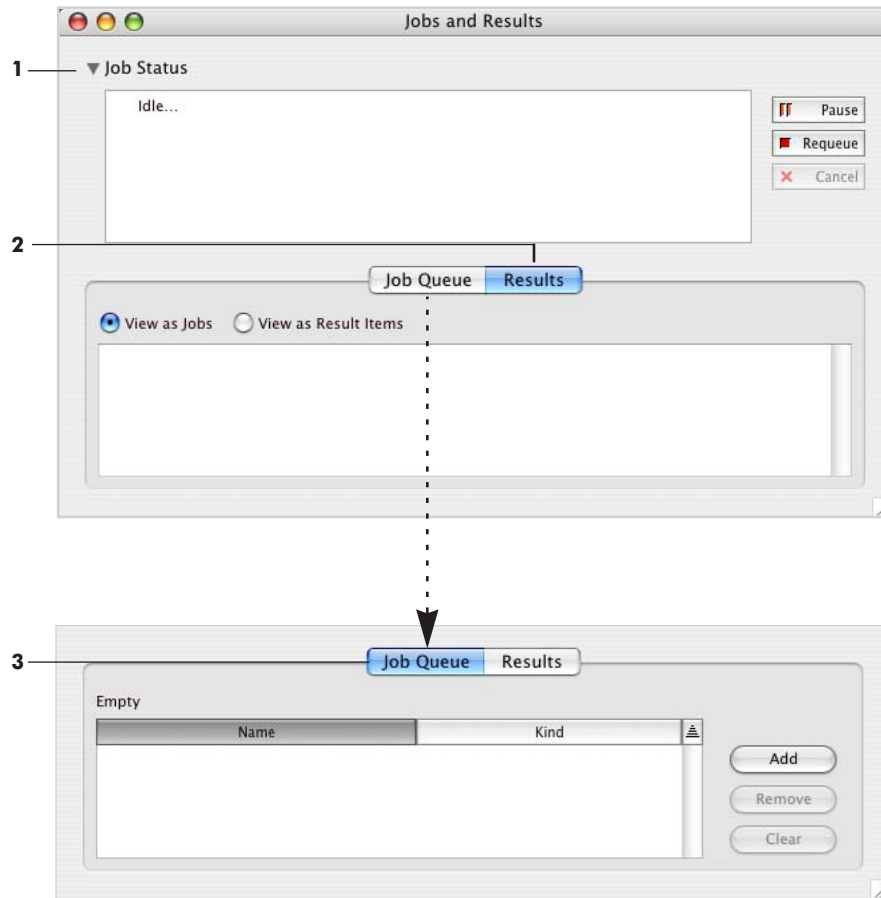 Jobs and Results
1
Job Status
Idle...
Pause
Requeue
Cancel
2
Job Queue Results
View as Jobs View as Result Items
3
Job Queue Results
Empty
Name Kind
Add
Remove
Clear